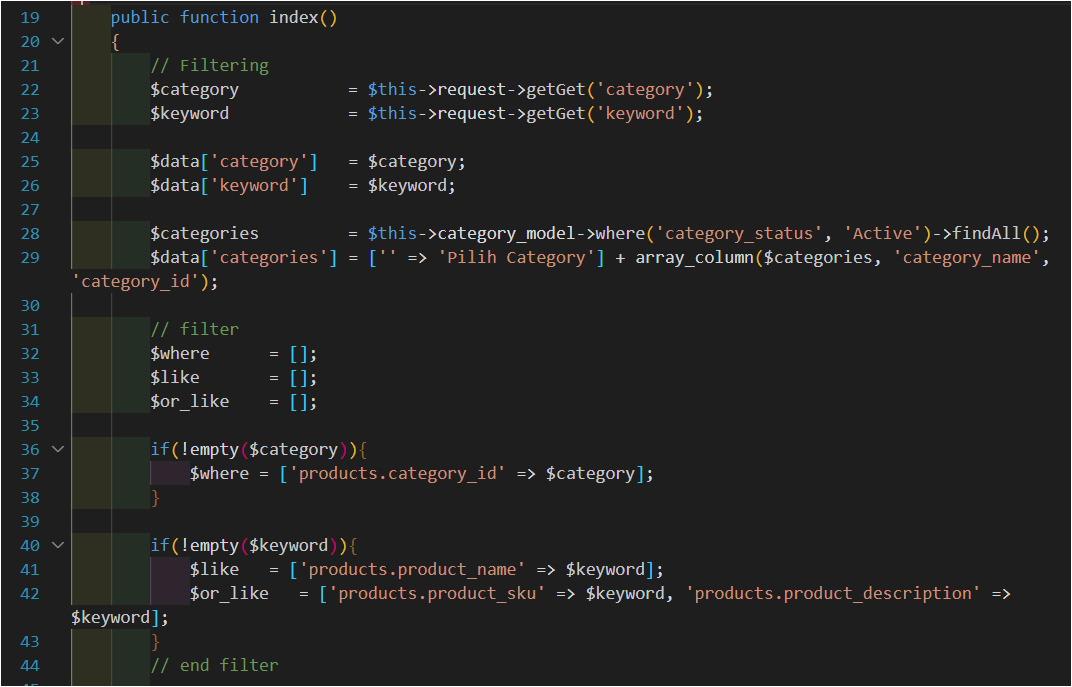 19 public function index()
20 {
21 // Filtering
22 $category = $this->request->getGet('category');
23 $keyword = $this->request->getGet('keyword');
24
25 $data['category'] = $category;
26 $data['keyword'] = $keyword;
27
28 $categories = $this->category_model->where('category_status', 'Active')->findAll();
29 $data['categories'] = ['' => 'Pilih Category'] + array_column($categories, 'category_name',
'category_id');
30
31 // filter
32 $where = [];
33 $like = [];
34 $or_like = [];
35
36 if(!empty($category)){
37 $where = ['products.category_id' => $category];
38 }
39
40 if(!empty($keyword)){
41 $like = ['products.product_name' => $keyword];
42 $or_like = ['products.product_sku' => $keyword, 'products.product_description' =>
$keyword];
43 }
44 // end filter